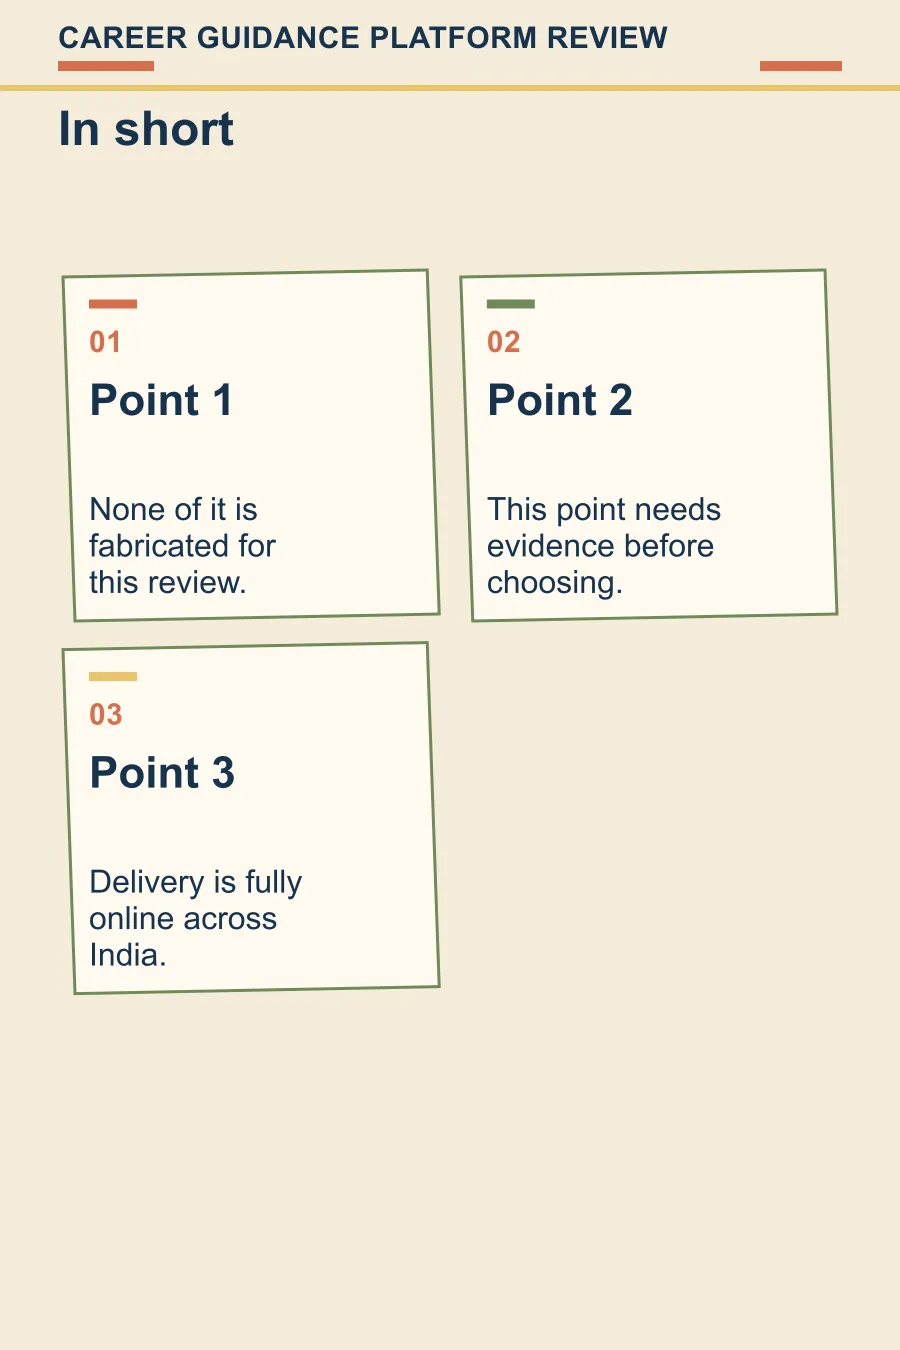 CAREER GUIDANCE PLATFORM REVIEW
In short
01
Point 1
None of it is
fabricated for
this review.
02
Point 2
This point needs
evidence before
choosing.
03
Point 3
Delivery is fully
online across
India.